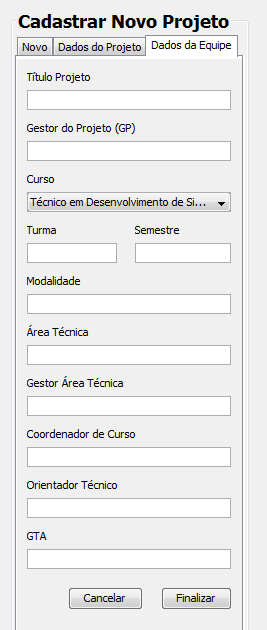 Cadastrar Novo Projeto
Novo Dados do Projeto Dados da Equipe
Título Projeto
Gestor do Projeto (GP)
Curso
Técnico em Desenvolvimento de Si...
Turma Semestre
Modalidade
Área Técnica
Gestor Área Técnica
Coordenador de Curso
Orientador Técnico
GTA
Cancelar Finalizar